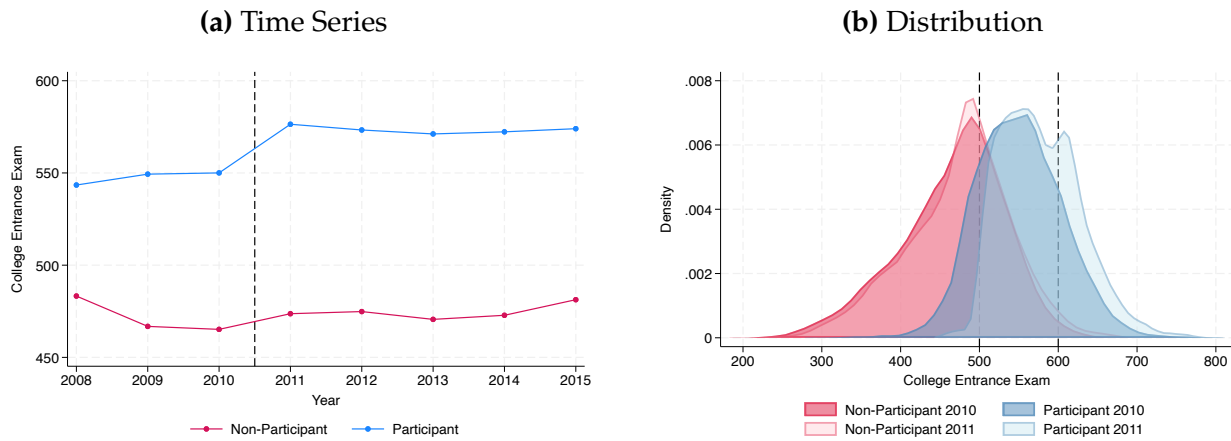 (a) Time Series
600
550
500
450
College Entrance Exam
2008 2009 2010 2011 2012 2013 2014 2015
Year
Non-Participant Participant
(b) Distribution
.008
.006
.004
.002
0
Density
200 300 400 500 600 700 800
College Entrance Exam
Non-Participant 2010 Participant 2010
Non-Participant 2011 Participant 2011